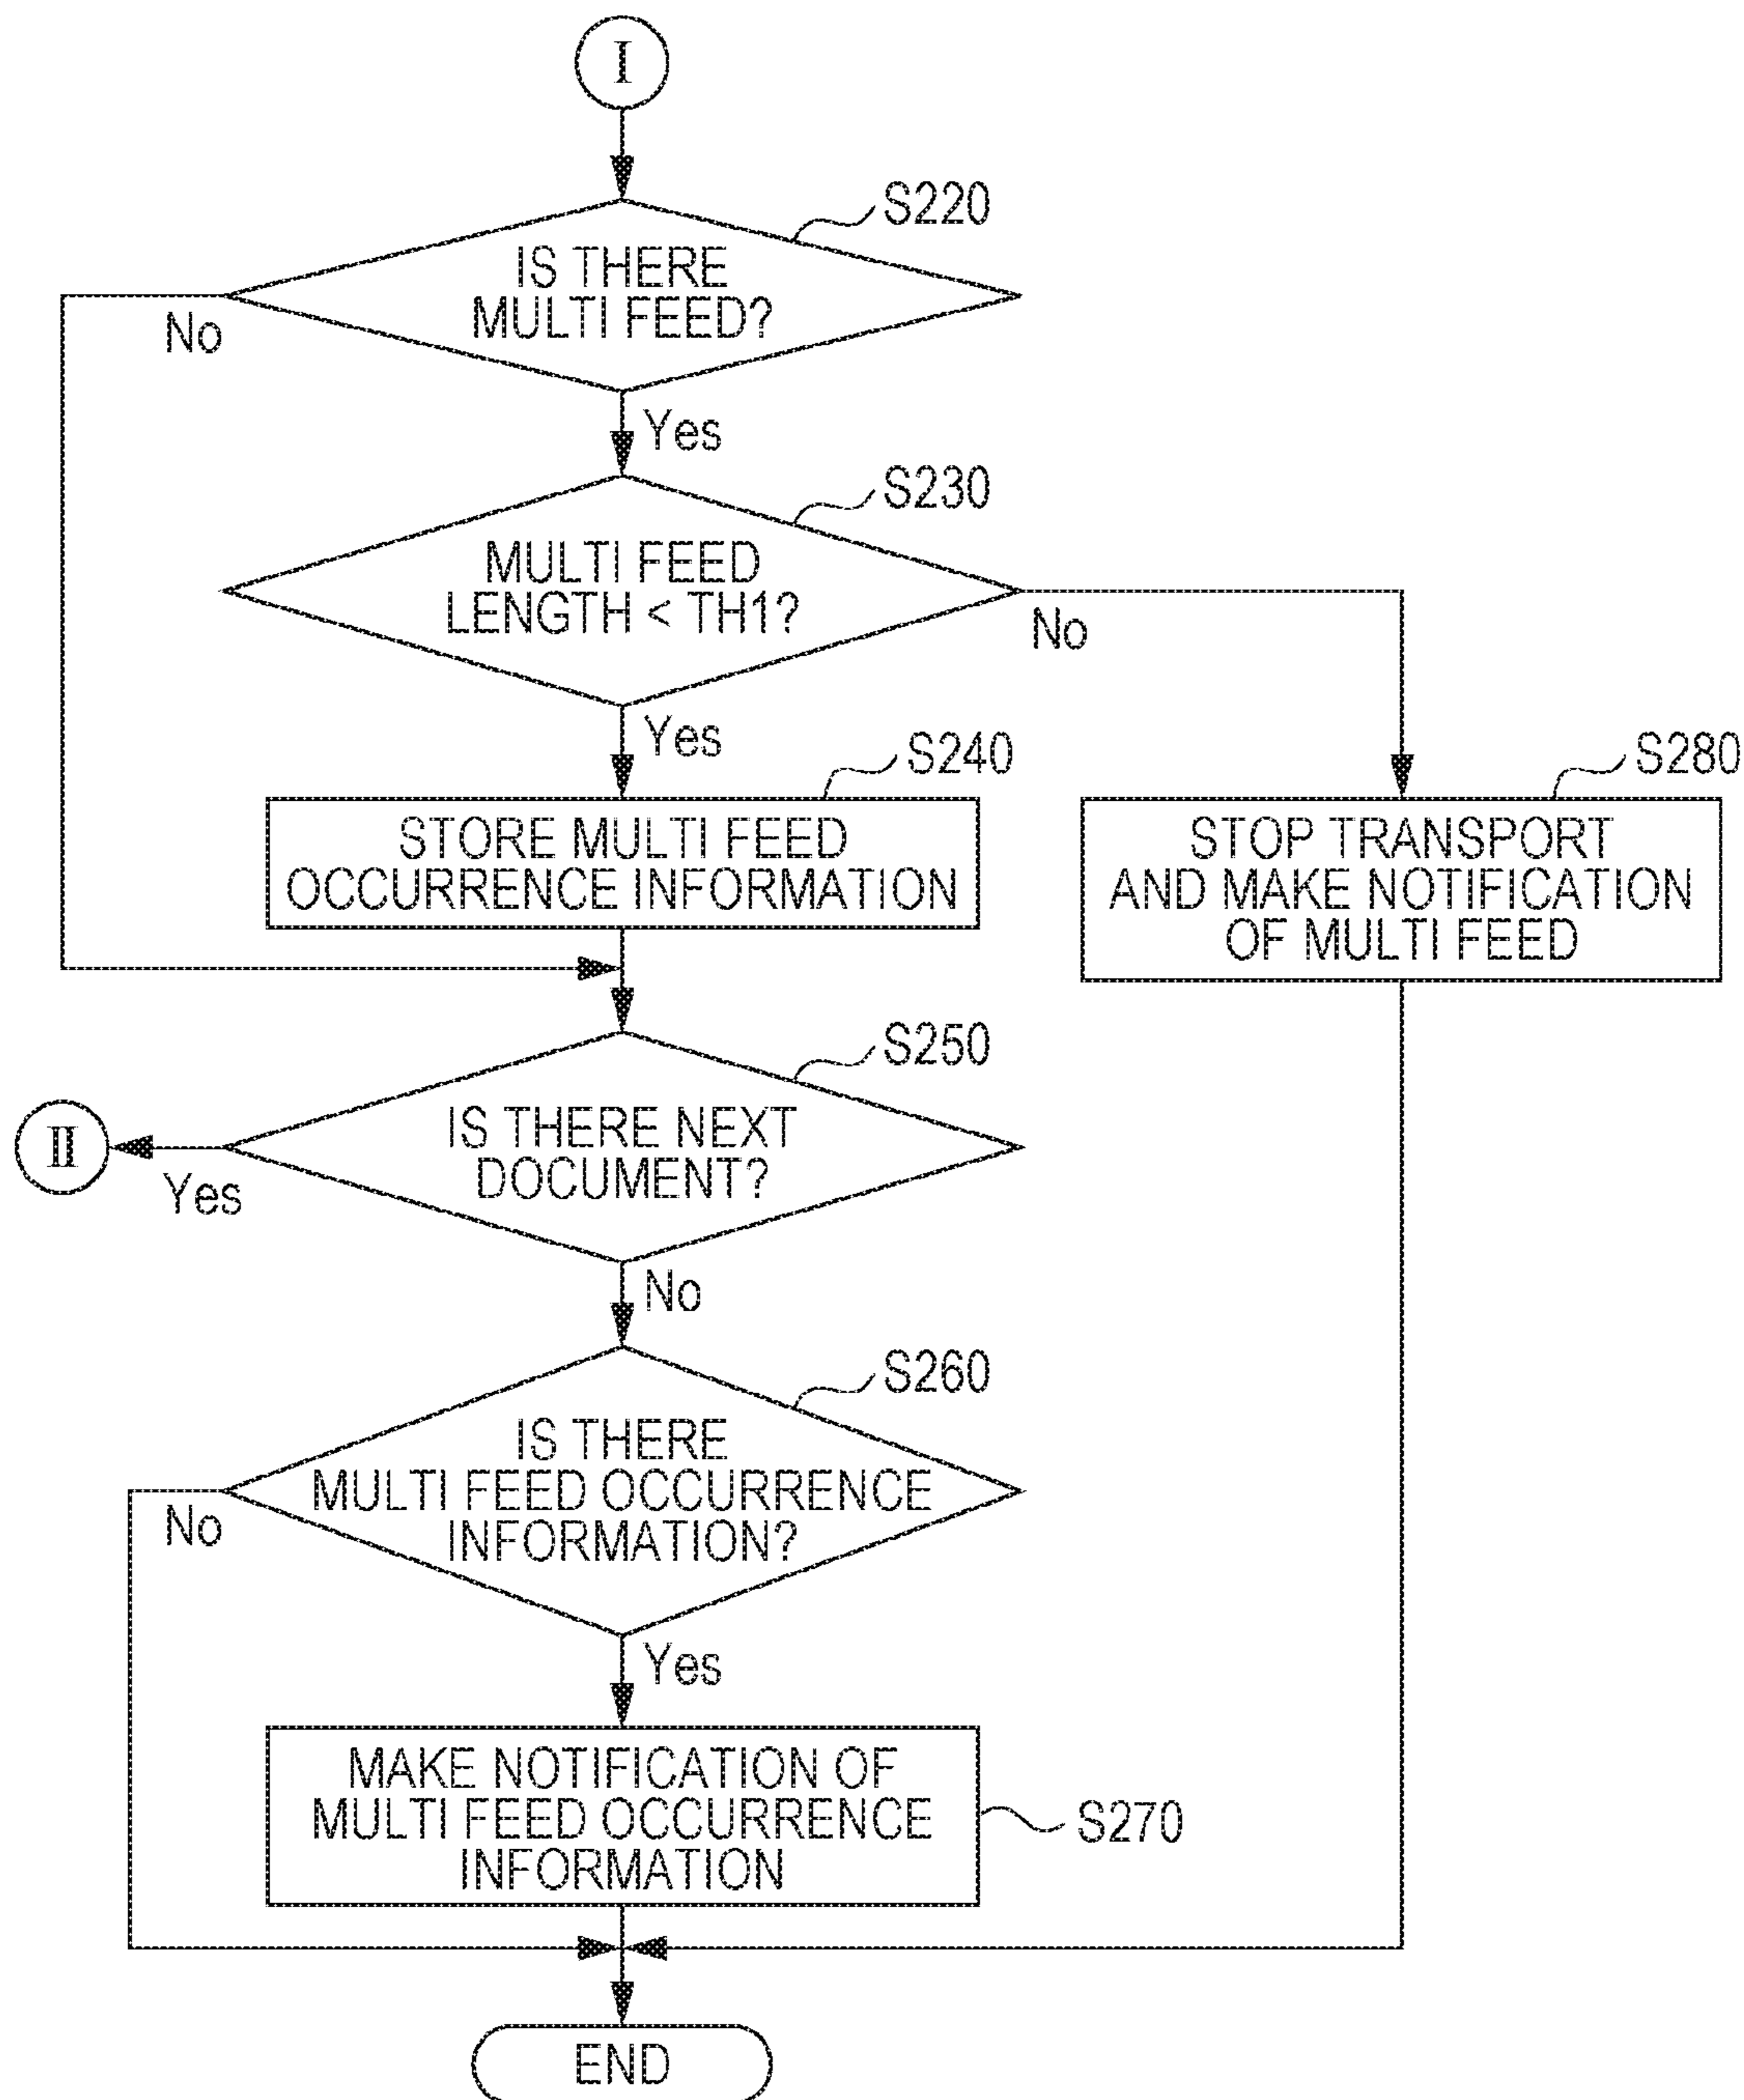 I
S220
IS THERE
MULTI FEED?
No
Yes
S230
MULTI FEED
LENGTH < TH1?
No
Yes
S240
STORE MULTI FEED
OCCURRENCE INFORMATION
S280
STOP TRANSPORT
AND MAKE NOTIFICATION
OF MULTI FEED
S250
IS THERE NEXT
DOCUMENT?
II
Yes
No
S260
IS THERE
MULTI FEED OCCURRENCE
INFORMATION?
No
Yes
MAKE NOTIFICATION OF
MULTI FEED OCCURRENCE
INFORMATION
S270
END